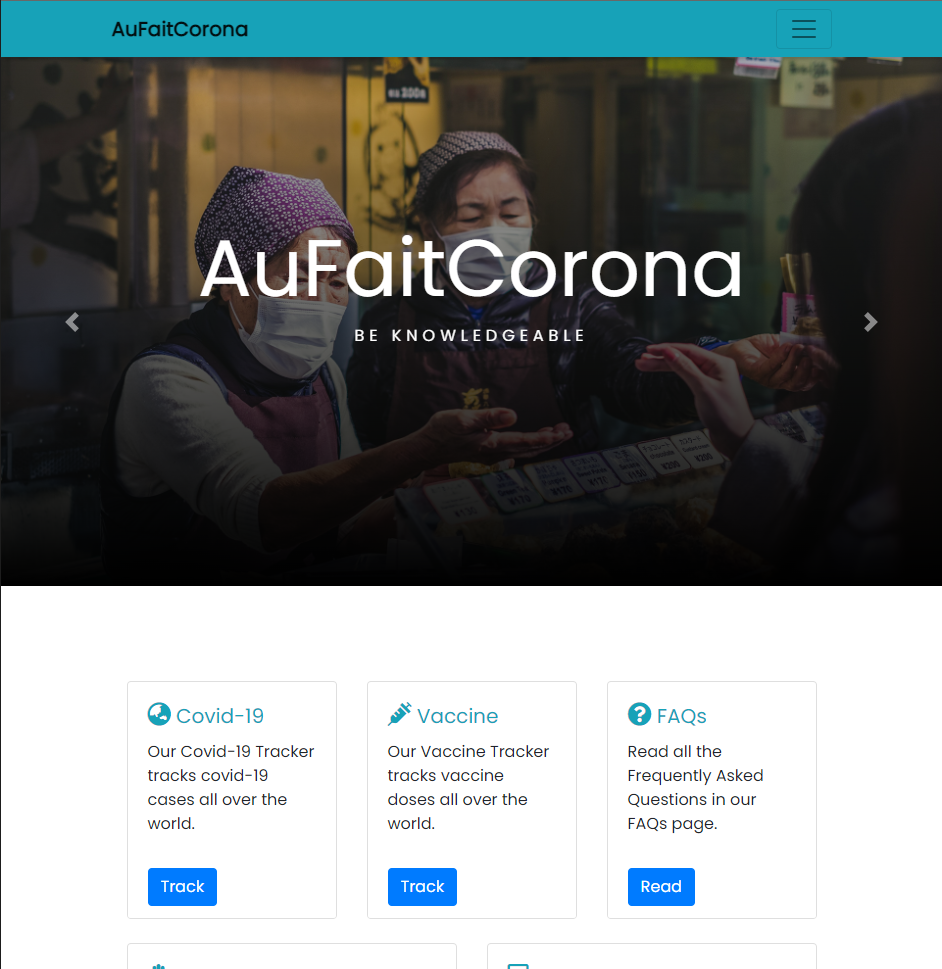 AuFaitCorona
AuFaitCorona
BE KNOWLEDGEABLE
Covid-19
Our Covid-19 Tracker
tracks covid-19
cases all over the
world.
Track
Vaccine
Our Vaccine Tracker
tracks vaccine
doses all over the
world.
Track
FAQs
Read all the
Frequently Asked
Questions in our
FAQs page.
Read